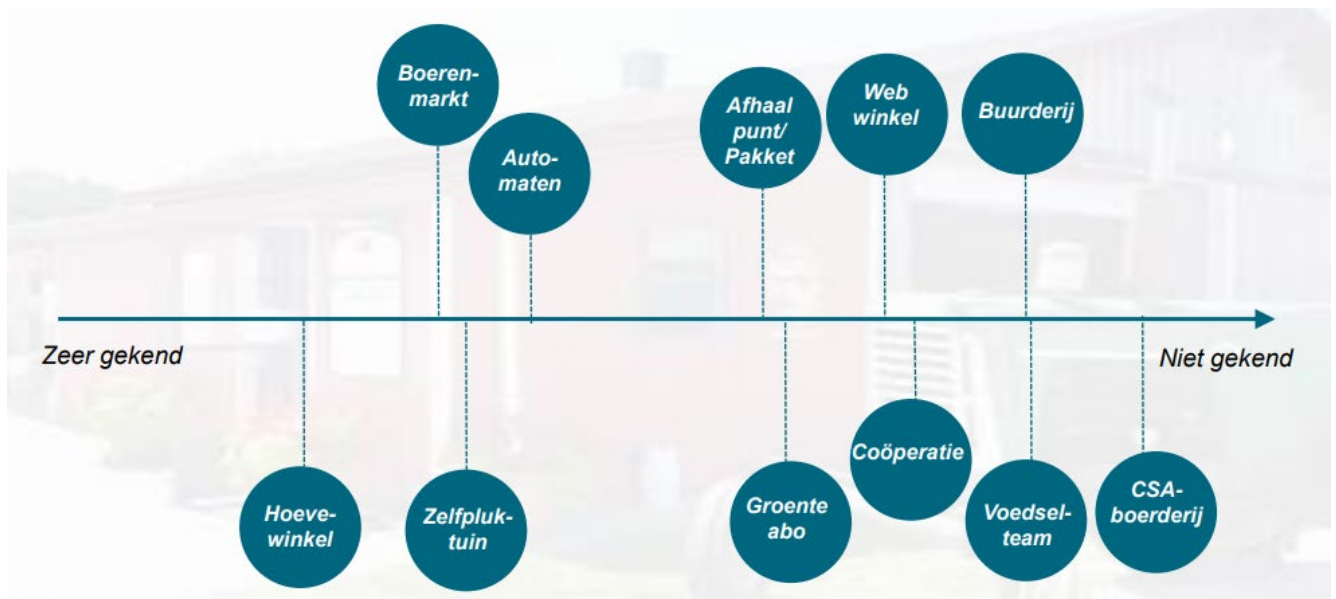 Boeren-
markt
Auto-
maten
Afhaal
punt/
Pakket
Web
winkel
Buurderij
Zeer gekend
Niet gekend
Hoeve-
winkel
Zelfpluk-
tuin
Groente
abo
Coöperatie
Voedsel-
team
CSA-
boerderij